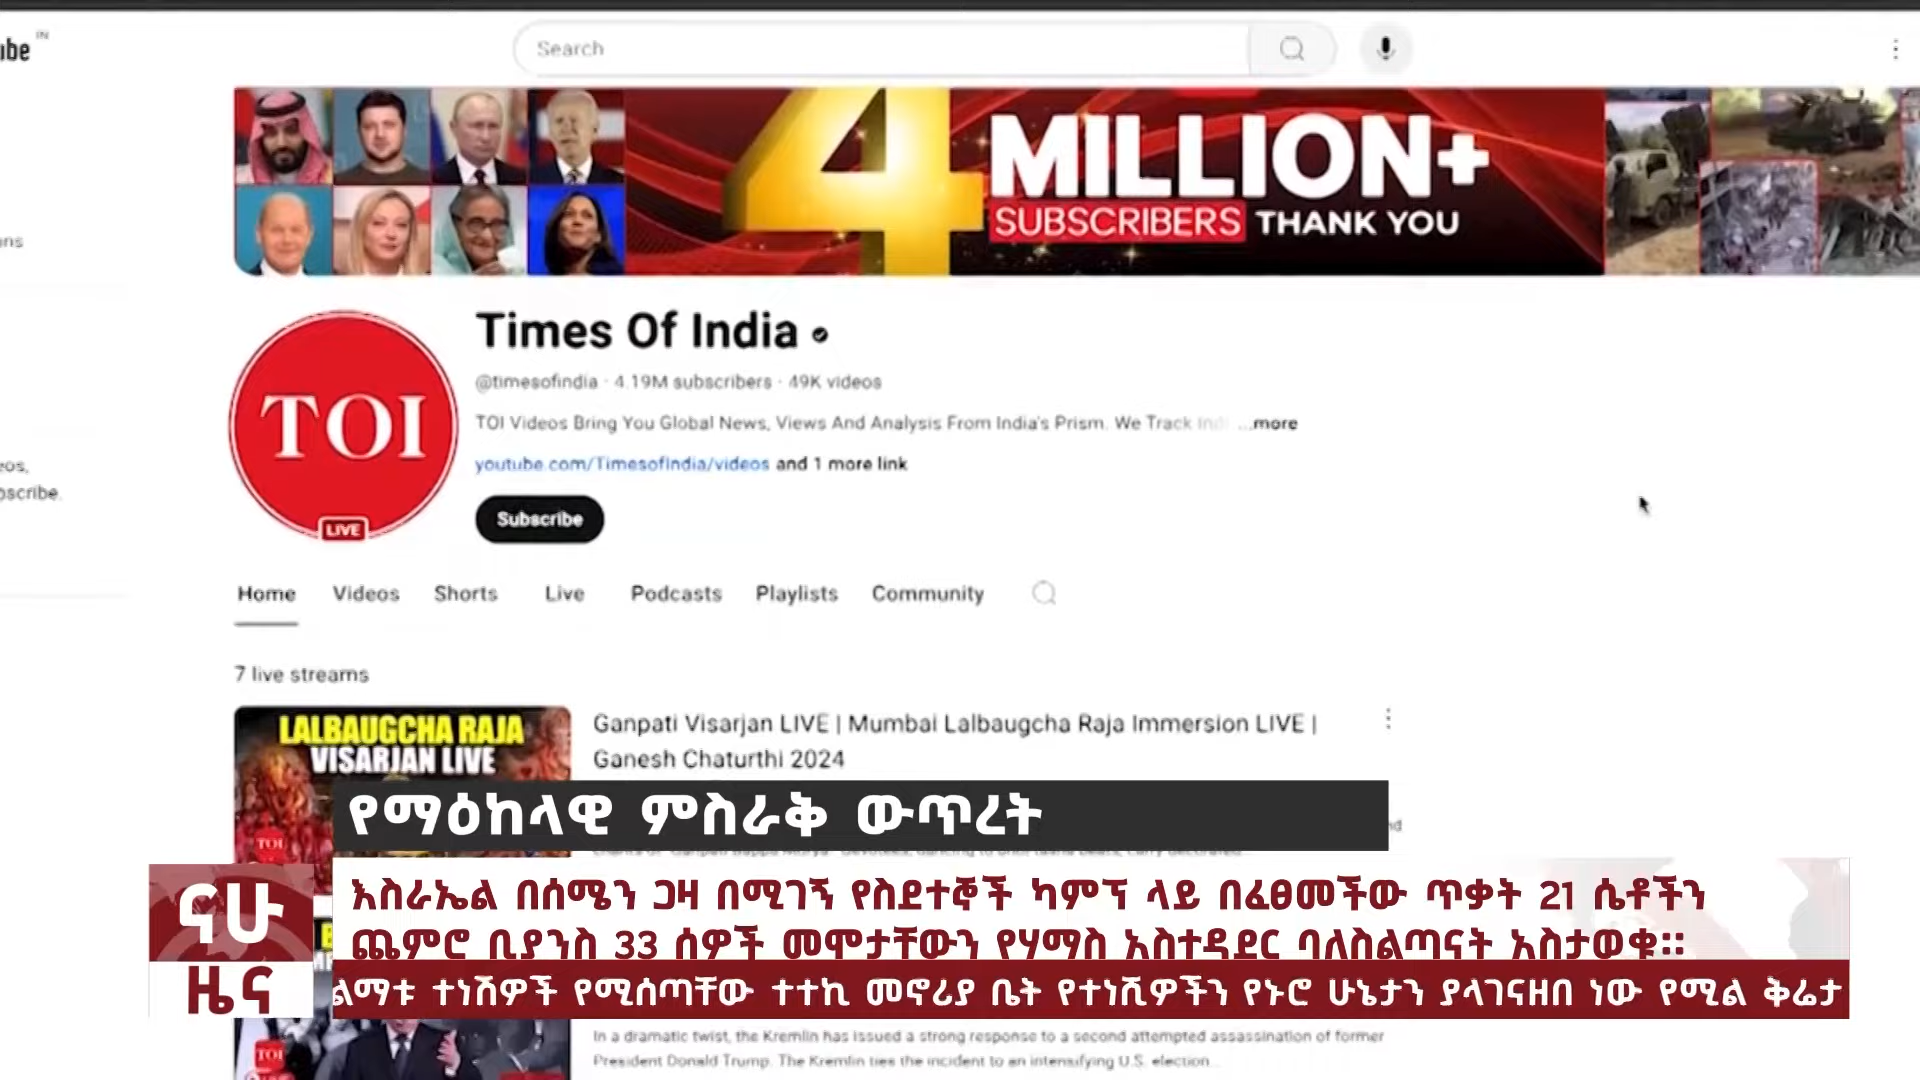 IN
Search
4 MILLION+
SUBSCRIBERS THANK YOU
Times Of India
@timesofindia · 4.19M subscribers · 49K videos
TOI Videos Bring You Global News, Views And Analysis From India's Prism. We Track ...more
youtube.com/TimesofIndia/videos and 1 more link
TOI
LIVE
Subscribe
Home Videos Shorts Live Podcasts Playlists Community
7 live streams
LALBAUGCHA RAJA
VISARJAN LIVE
TOI
Ganpati Visarjan LIVE | Mumbai Lalbaugcha Raja Immersion LIVE |
Ganesh Chaturthi 2024
የማዕከላዊ ምስራቅ ውጥረት
ናሁ
ዜና
እስራኤል በሰሜን ጋዛ በሚገኝ የስደተኞች ካምፕ ላይ በፈፀመችው ጥቃት 21 ሴቶችን
ጨምሮ ቢያንስ 33 ሰዎች መሞታቸውን የሃማስ አስተዳደር ባለስልጣናት አስታወቁ፡፡
ልማቱ ተነሽዎች የሚሰጣቸው ተተኪ መኖሪያ ቤት የተነሺዎችን የኑሮ ሁኔታን ያላገናዘበ ነው የሚል ቅሬታ
TOI
In a dramatic twist, the Kremlin has issued a strong response to a second attempted assassination of former
President Donald Trump. The Kremlin ties the incident to an intensifying U.S. election...